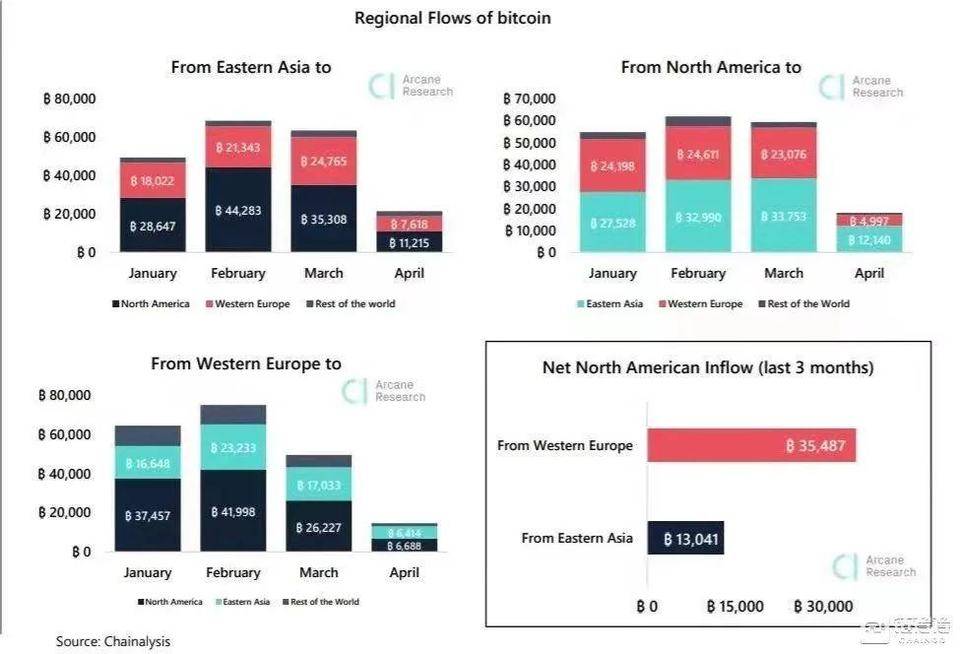 Regional Flows of bitcoin
From Eastern Asia to
Arcane
Research
฿ 80,000
฿ 60,000
฿ 40,000
฿ 20,000
฿ 0
฿ 18,022
฿ 28,647
฿ 21,343
฿ 44,283
฿ 24,765
฿ 35,308
฿ 7,618
฿ 11,215
January February March April
North America Western Europe Rest of the world
From North America to
Arcane
Research
฿ 70,000
฿ 60,000
฿ 50,000
฿ 40,000
฿ 30,000
฿ 20,000
฿ 10,000
฿ 0
฿ 24,198
฿ 27,528
฿ 24,611
฿ 32,990
฿ 23,076
฿ 33,753
฿ 4,997
฿ 12,140
January February March April
Eastern Asia Western Europe Rest of the World
From Western Europe to
Arcane
Research
฿ 80,000
฿ 60,000
฿ 40,000
฿ 20,000
฿ 0
฿ 16,648
฿ 37,457
฿ 23,233
฿ 41,998
฿ 17,033
฿ 26,227
฿ 6,414
฿ 6,688
January February March April
North America Eastern Asia Rest of the World
Net North American Inflow (last 3 months)
From Western Europe
฿ 35,487
From Eastern Asia
฿ 13,041
Arcane
Research
฿ 0 ฿ 15,000 ฿ 30,000
Source: Chainalysis